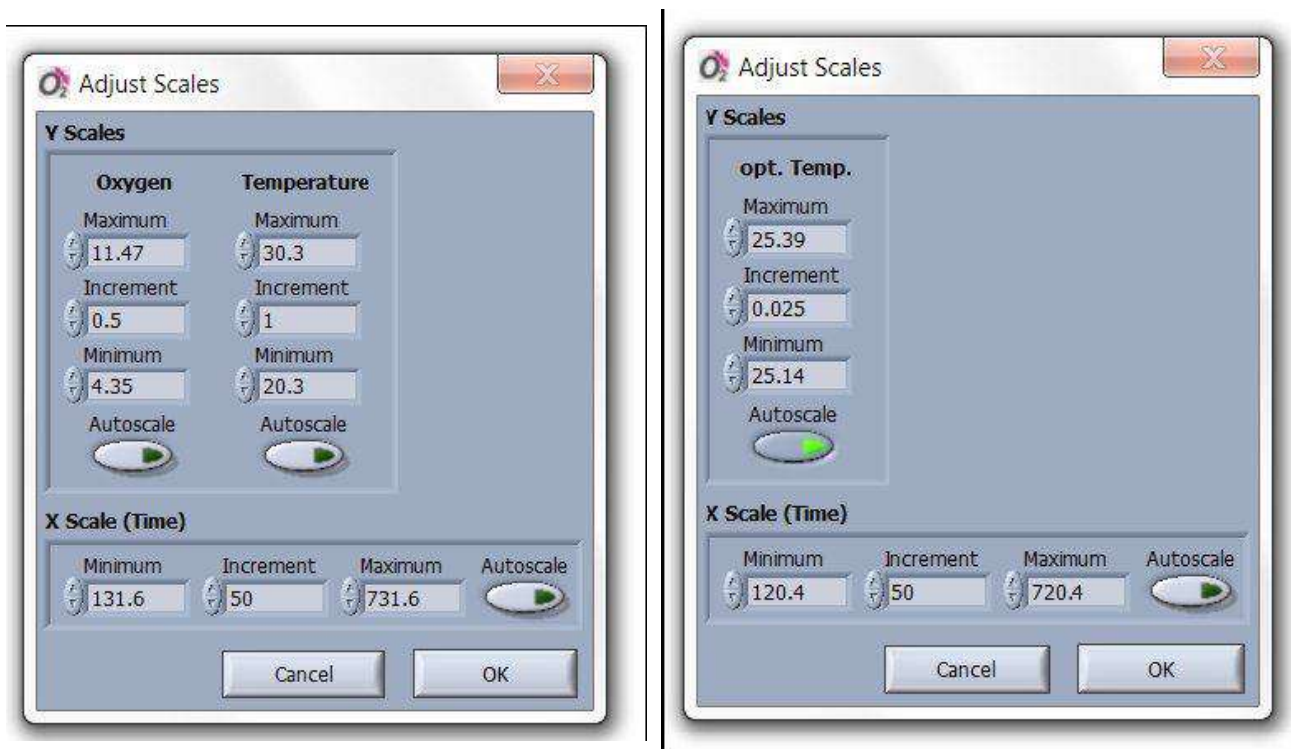 O2 Adjust Scales
Y Scales
Oxygen Temperature
Maximum Maximum
11.47 30.3
Increment Increment
0.5 1
Minimum Minimum
4.35 20.3
Autoscale Autoscale
X Scale (Time)
Minimum Increment Maximum Autoscale
131.6 50 731.6
Cancel OK
O2 Adjust Scales
Y Scales
opt. Temp.
Maximum
25.39
Increment
0.025
Minimum
25.14
Autoscale
X Scale (Time)
Minimum Increment Maximum Autoscale
120.4 50 720.4
Cancel OK